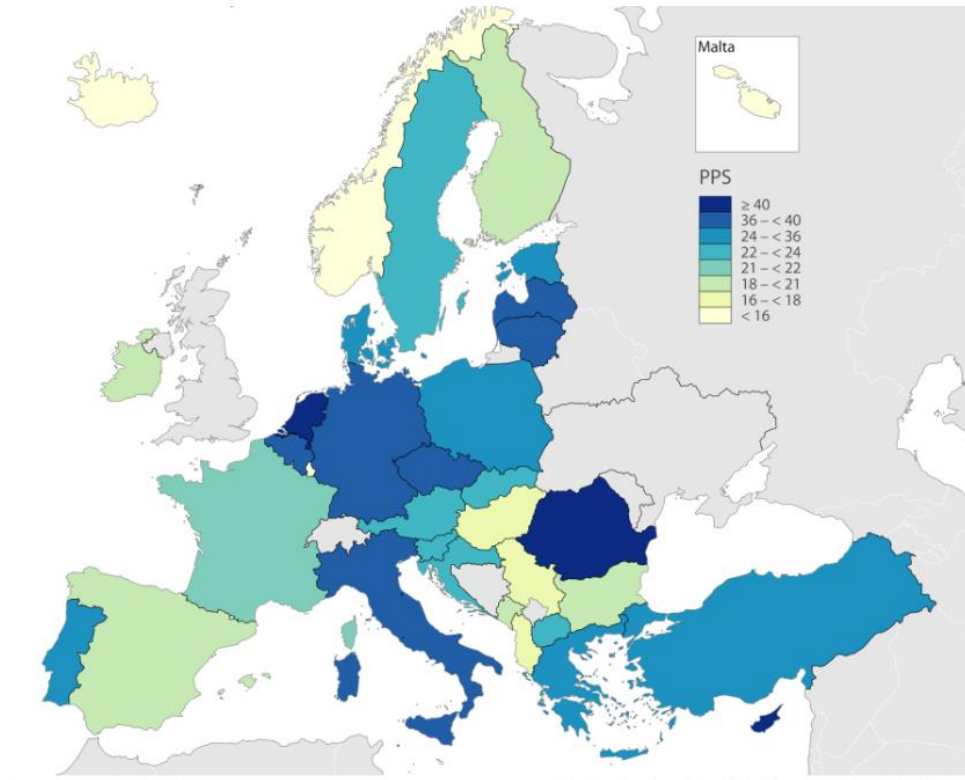 Malta
PPS
≥ 40
36 – < 40
24 – < 36
22 – < 24
21 – < 22
18 – < 21
16 – < 18
< 16